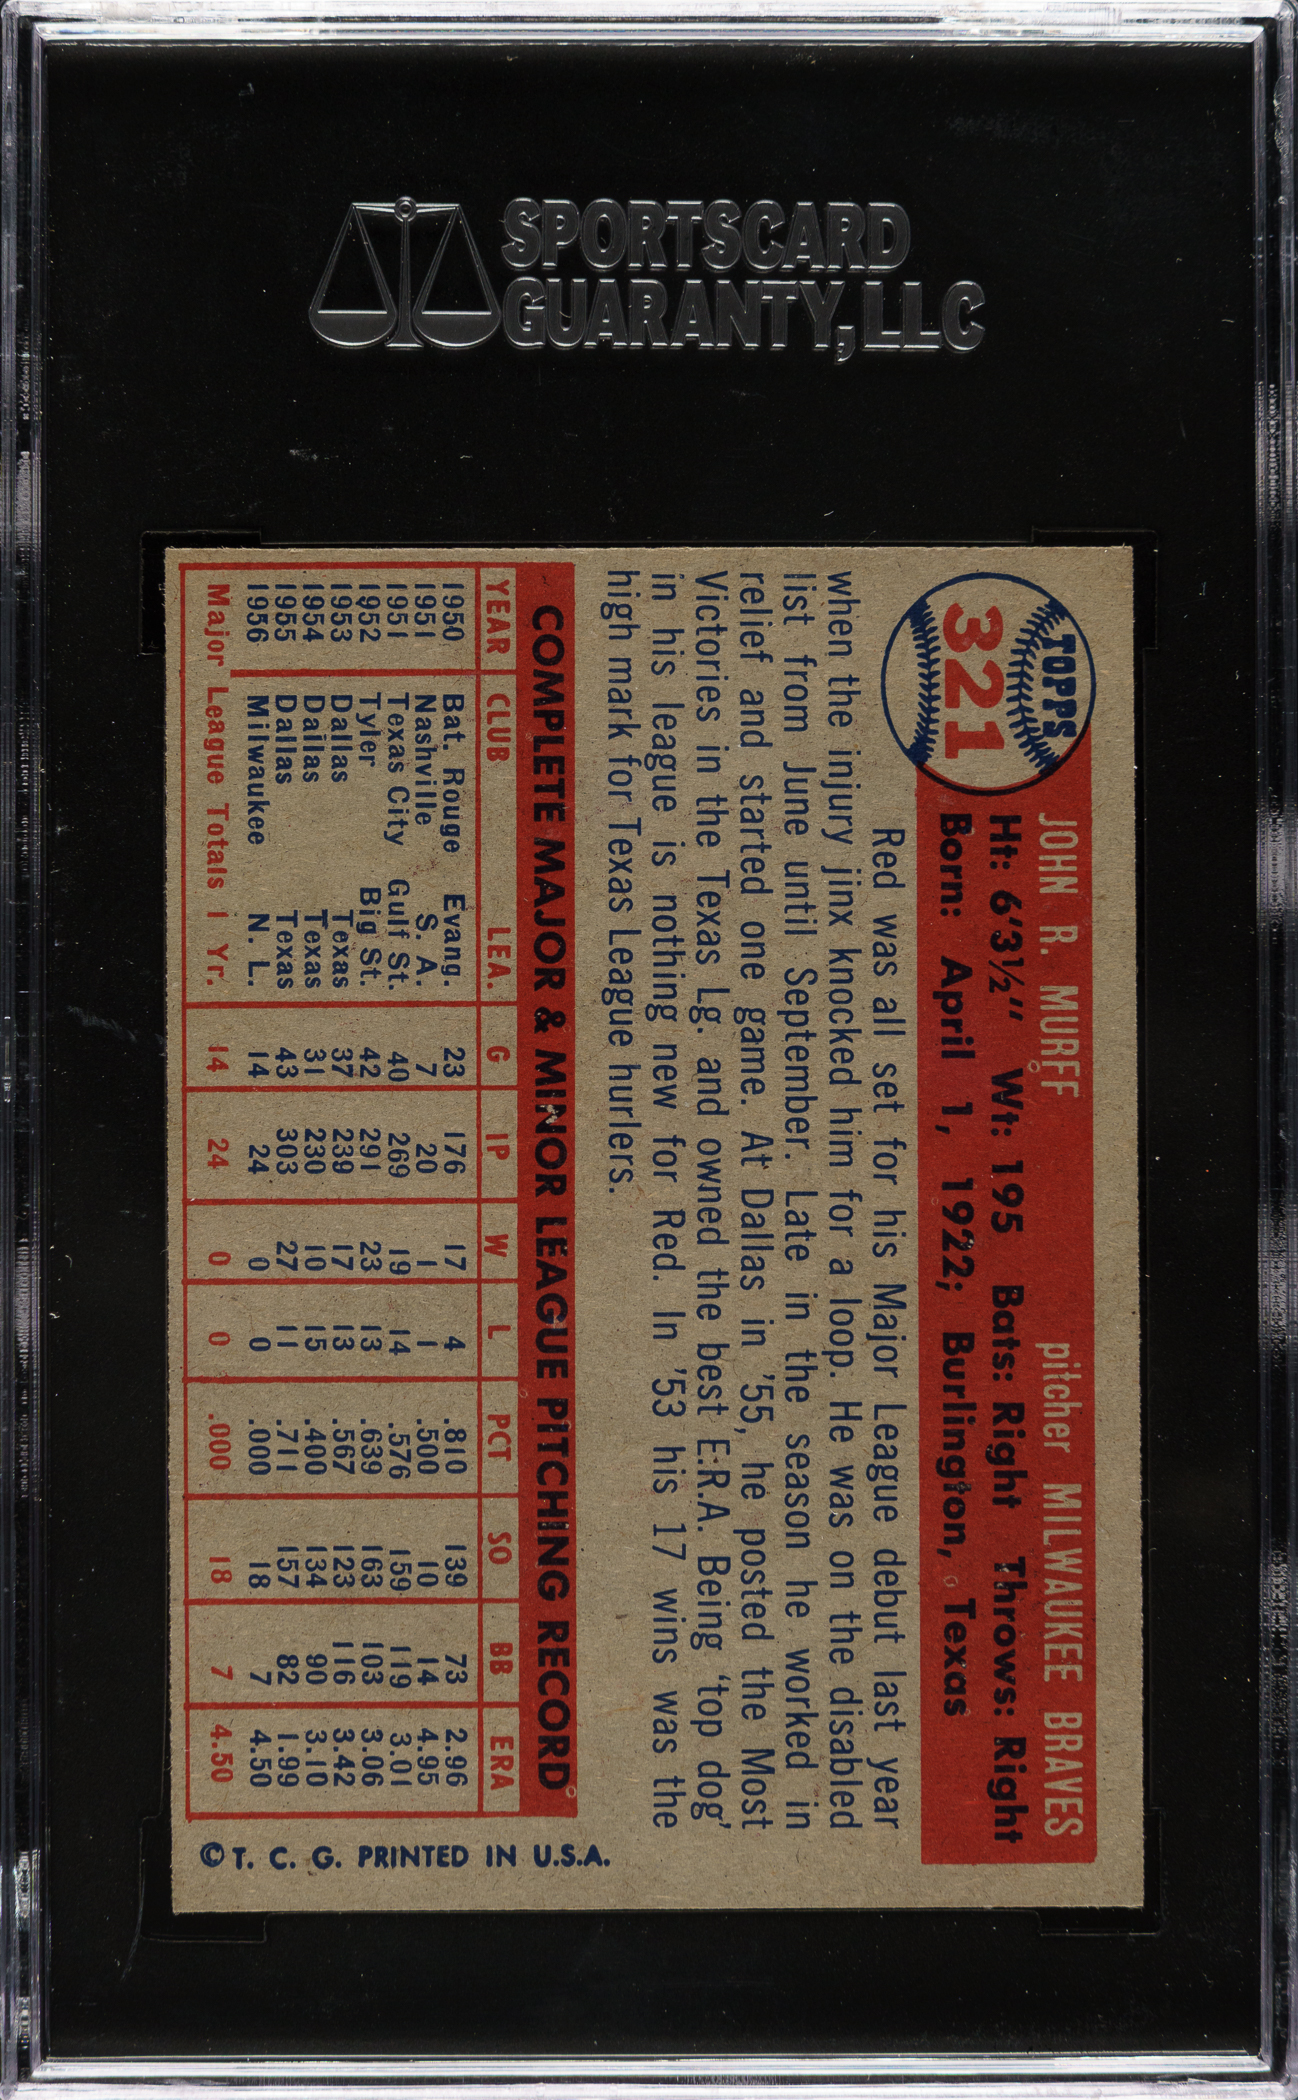 SPORTSCARD
GUARANTY, LLC
TOPPS
321
JOHN R. MURFF pitcher MILWAUKEE BRAVES
Ht: 6'3½" Wt: 195 Bats: Right Throws: Right
Born: April 1, 1922; Burlington, Texas
Red was all set for his Major League debut last year
when the injury jinx knocked him for a loop. He was on the disabled
list from June until September. Late in the season he worked in
relief and started one game. At Dallas in '55, he posted the Most
Victories in the Texas Lg. and owned the best E.R.A. Being 'top dog'
in his league is nothing new for Red. In '53 his 17 wins was the
high mark for Texas League hurlers.
COMPLETE MAJOR & MINOR LEAGUE PITCHING RECORD
YEAR CLUB LEA. G IP W L PCT SO BB ERA
1950 Bat. Rouge Evang. 23 176 17 4 .810 139 73 2.96
1951 Nashville S. A. 7 20 1 1 .500 10 14 4.95
1951 Texas City Gulf St. 40 269 19 14 .576 159 119 3.01
1952 Tyler Big St. 42 291 23 13 .639 163 103 3.06
1953 Dallas Texas 37 239 17 13 .567 123 116 3.42
1954 Dallas Texas 31 230 10 15 .400 134 90 3.10
1955 Dallas Texas 43 303 27 11 .711 157 82 1.99
1956 Milwaukee N. L. 14 24 0 0 .000 18 7 4.50
Major League Totals 1 Yr. 14 24 0 0 .000 18 7 4.50
© T. C. G. PRINTED IN U.S.A.